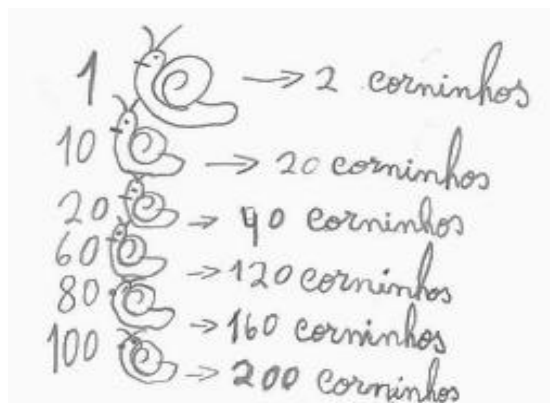 1 → 2 corninhos
10 → 20 corninhos
20 → 40 corninhos
60 → 120 corninhos
80 → 160 corninhos
100 → 200 corninhos